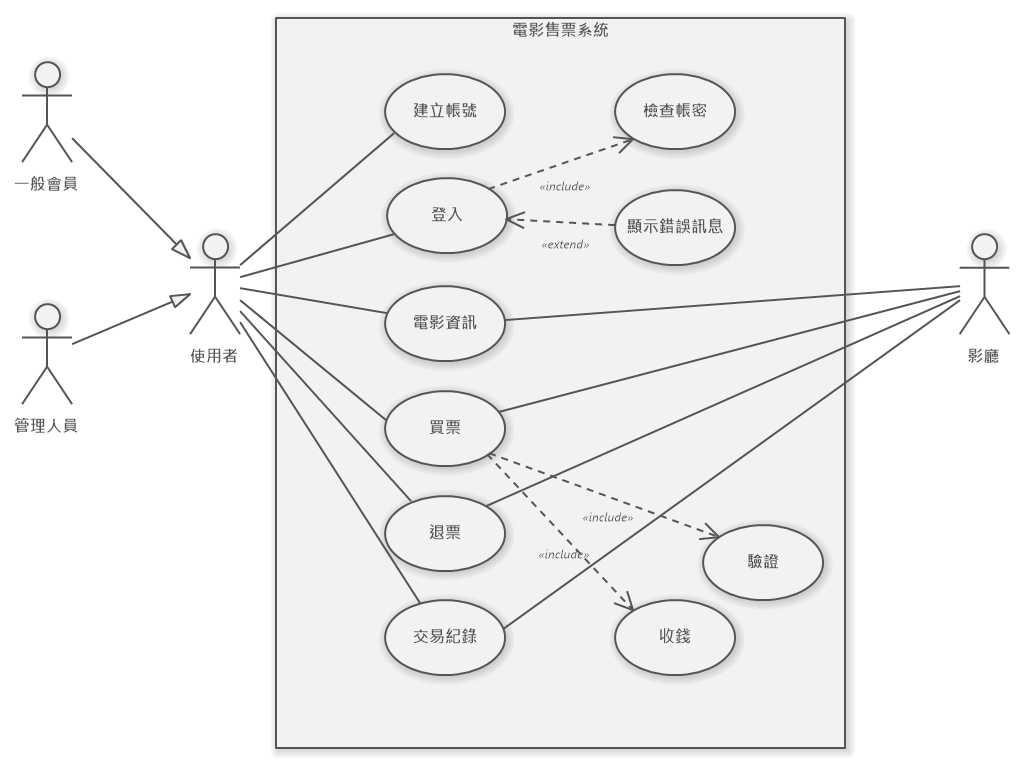 電影售票系統
一般會員
管理人員
使用者
影廳
建立帳號
檢查帳密
登入
«include»
顯示錯誤訊息
«extend»
電影資訊
買票
退票
«include»
«include»
驗證
交易紀錄
收錢